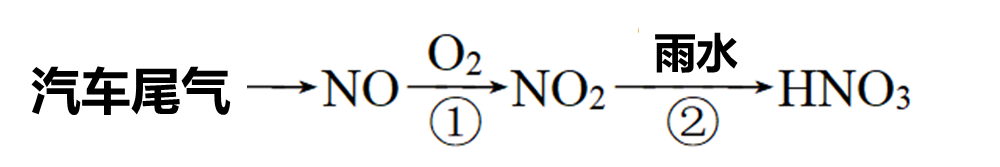 汽车尾气 → NO —O₂ ①→ NO₂ —雨水 ②→ HNO₃